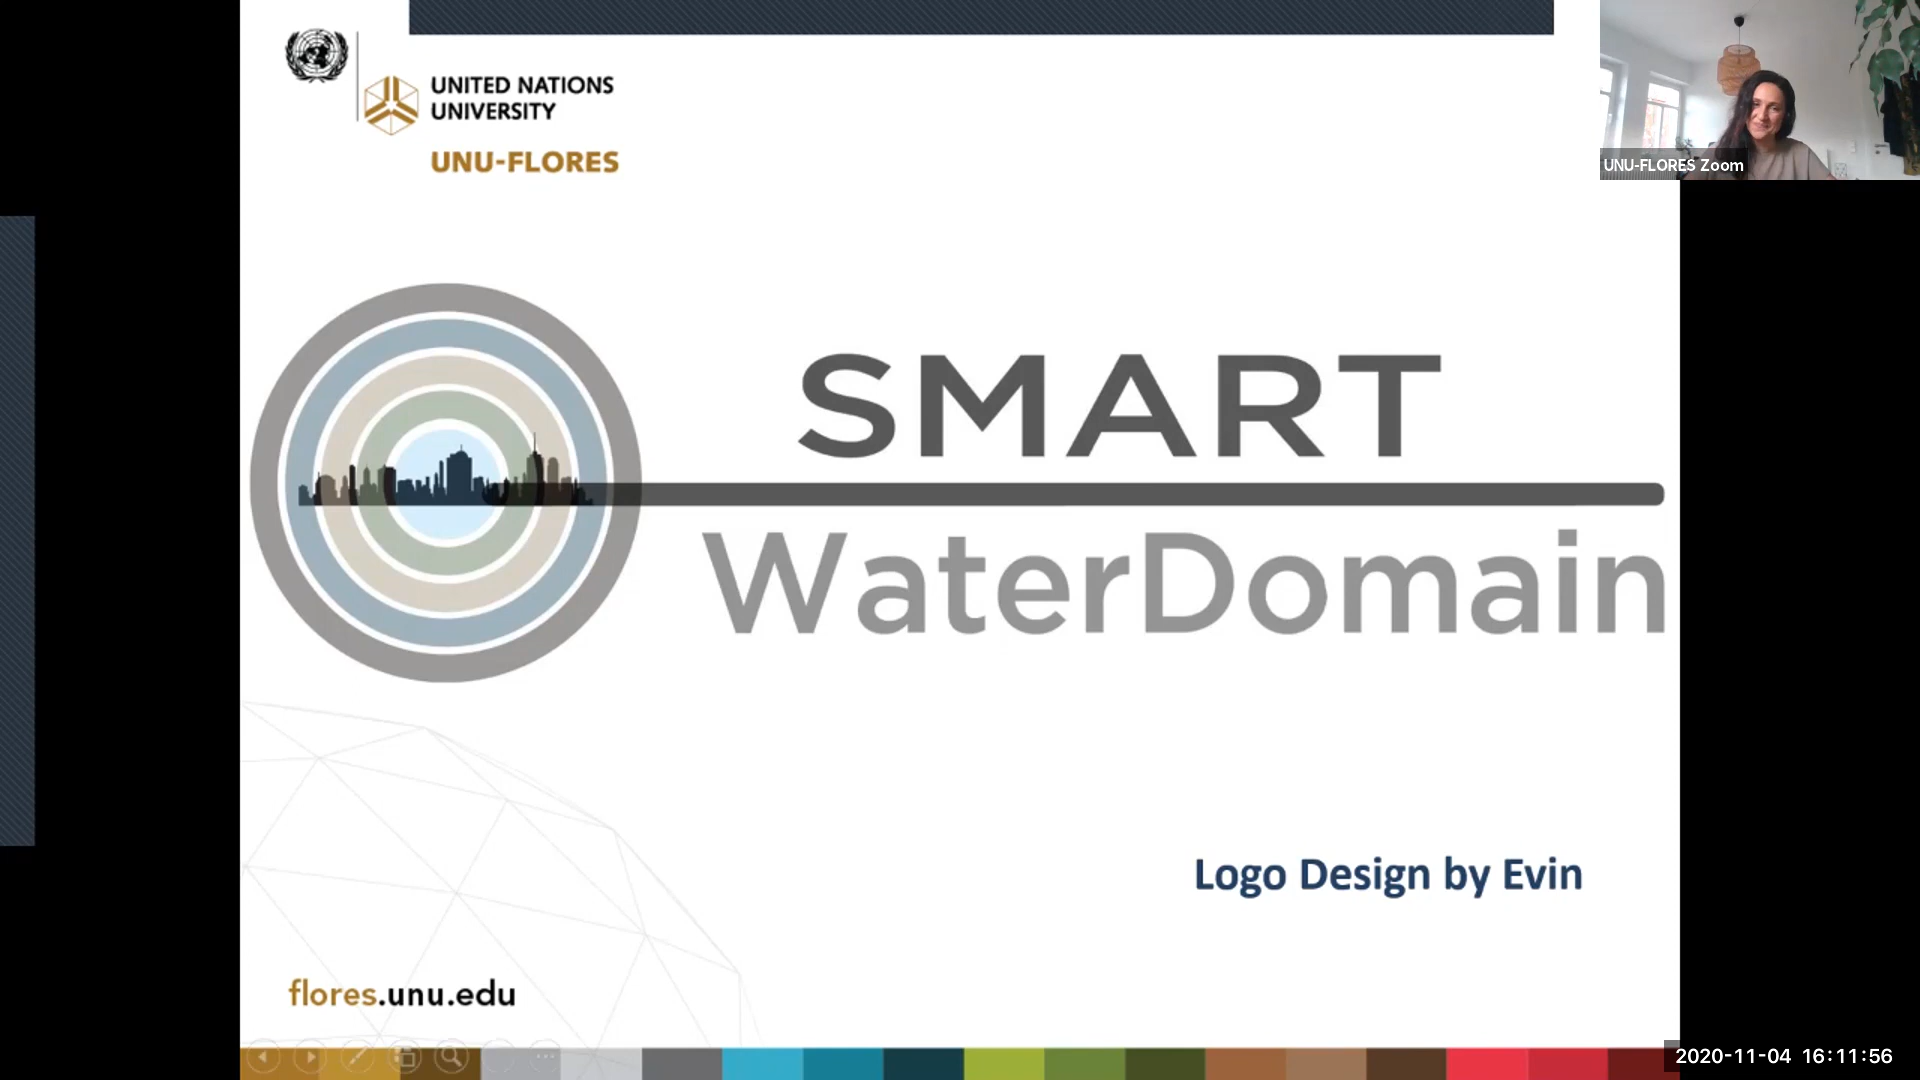 UNITED NATIONS
UNIVERSITY
UNU-FLORES
UNU-FLORES Zoom
SMART
WaterDomain
Logo Design by Evin
flores.unu.edu
2020-11-04 16:11:56